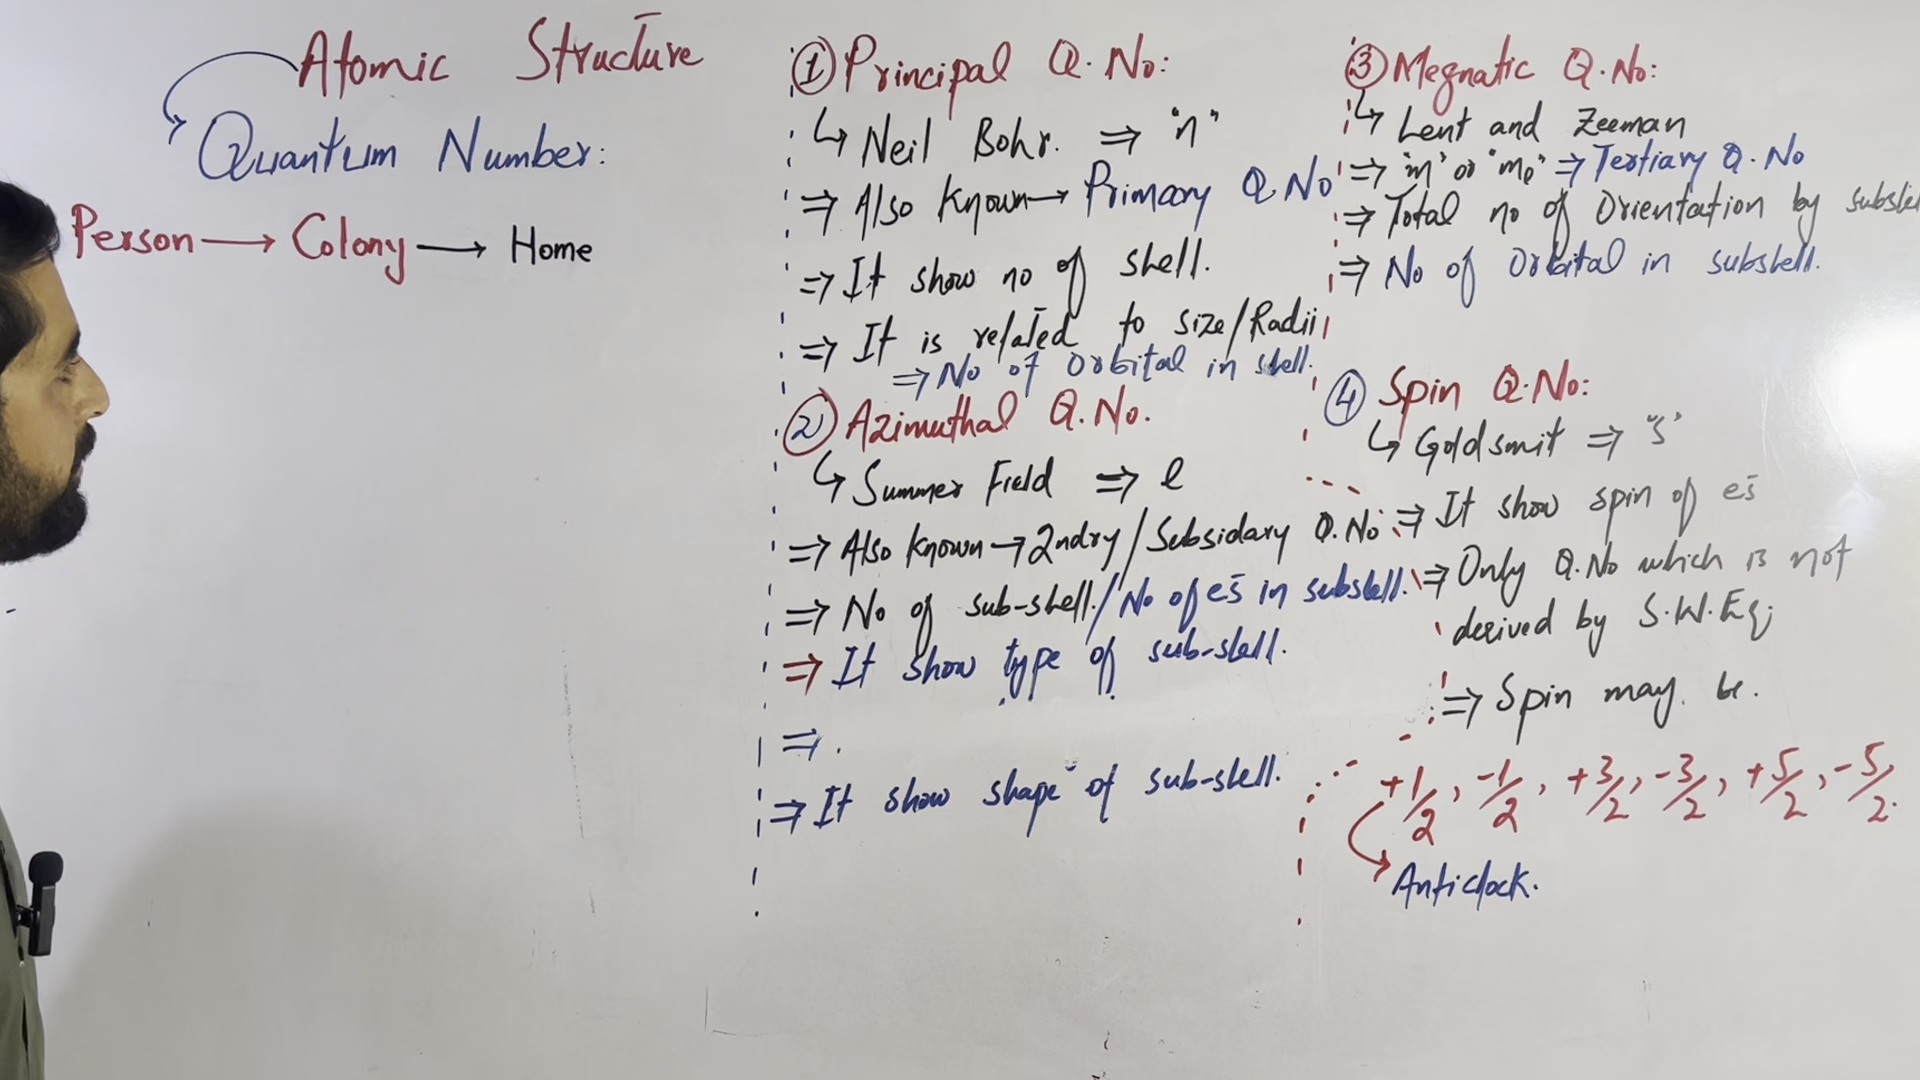 Atomic Structure
Quantum Number:
Person → Colony → Home
① Principal Q.No:
↳ Neil Bohr. ⇒ "n"
⇒ Also Known → Primary Q.No
⇒ It show no of shell.
⇒ It is related to size/Radii
⇒ No of Orbital in shell.
② Azimuthal Q.No.
↳ Summer Field ⇒ l
⇒ Also Known → 2ndry/Subsidary Q.No
⇒ No of sub-shell./No of es in subshell.
⇒ It show type of sub-shell.
⇒ .
⇒ It show shape of sub-shell.
③ Megnatic Q.No:
↳ Lent and Zeeman
⇒ "m" or "mₗ" ⇒ Tertiary Q.No
⇒ Total no of Orientation by
⇒ No of Orbital in subshell.
④ Spin Q.No:
↳ Goldsmit ⇒ "s"
⇒ It show spin of es
⇒ Only Q.No which is not
derived by S.W.Eq;
⇒ Spin may be.
+1/2, -1/2, +3/2, -3/2, +5/2, -5/2.
Anticlock.